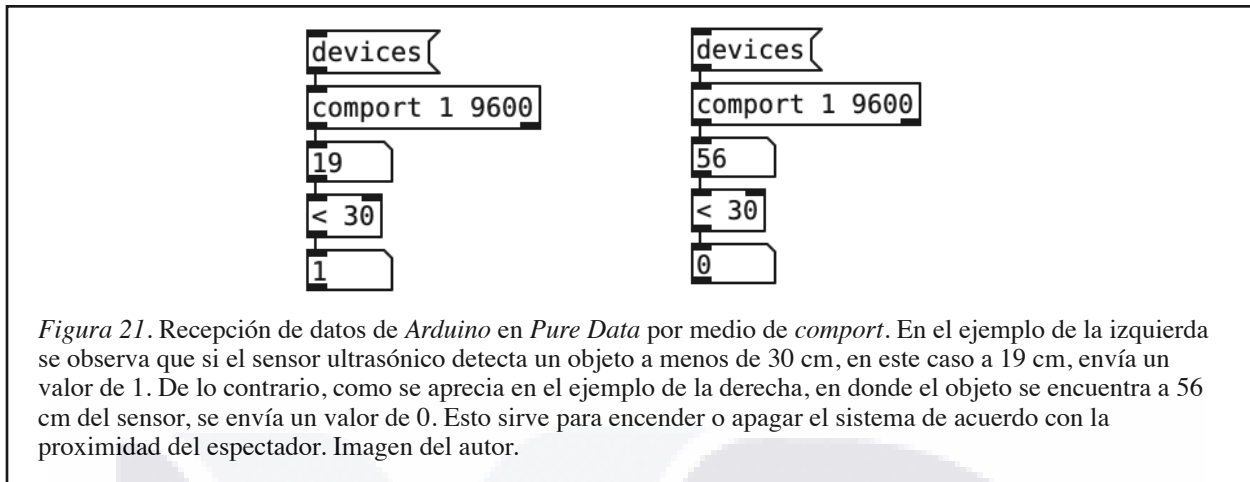 devices
comport 1 9600
19
< 30
1
devices
comport 1 9600
56
< 30
0
Figura 21. Recepción de datos de Arduino en Pure Data por medio de comport. En el ejemplo de la izquierda
se observa que si el sensor ultrasónico detecta un objeto a menos de 30 cm, en este caso a 19 cm, envía un
valor de 1. De lo contrario, como se aprecia en el ejemplo de la derecha, en donde el objeto se encuentra a 56
cm del sensor, se envía un valor de 0. Esto sirve para encender o apagar el sistema de acuerdo con la
proximidad del espectador. Imagen del autor.